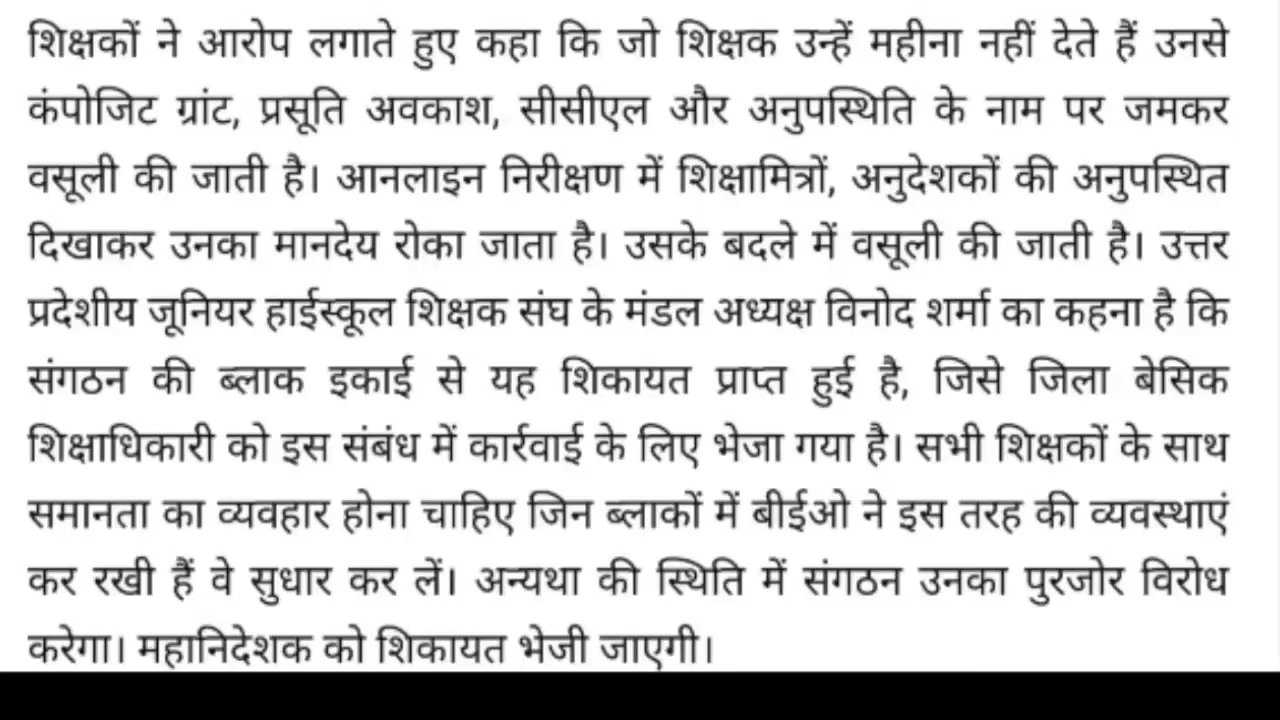 शिक्षकों ने आरोप लगाते हुए कहा कि जो शिक्षक उन्हें महीना नहीं देते हैं उनसे
कंपोजिट ग्रांट, प्रसूति अवकाश, सीसीएल और अनुपस्थिति के नाम पर जमकर
वसूली की जाती है। आनलाइन निरीक्षण में शिक्षामित्रों, अनुदेशकों की अनुपस्थित
दिखाकर उनका मानदेय रोका जाता है। उसके बदले में वसूली की जाती है। उत्तर
प्रदेशीय जूनियर हाईस्कूल शिक्षक संघ के मंडल अध्यक्ष विनोद शर्मा का कहना है कि
संगठन की ब्लाक इकाई से यह शिकायत प्राप्त हुई है, जिसे जिला बेसिक
शिक्षाधिकारी को इस संबंध में कार्रवाई के लिए भेजा गया है। सभी शिक्षकों के साथ
समानता का व्यवहार होना चाहिए जिन ब्लाकों में बीईओ ने इस तरह की व्यवस्थाएं
कर रखी हैं वे सुधार कर लें। अन्यथा की स्थिति में संगठन उनका पुरजोर विरोध
करेगा। महानिदेशक को शिकायत भेजी जाएगी।